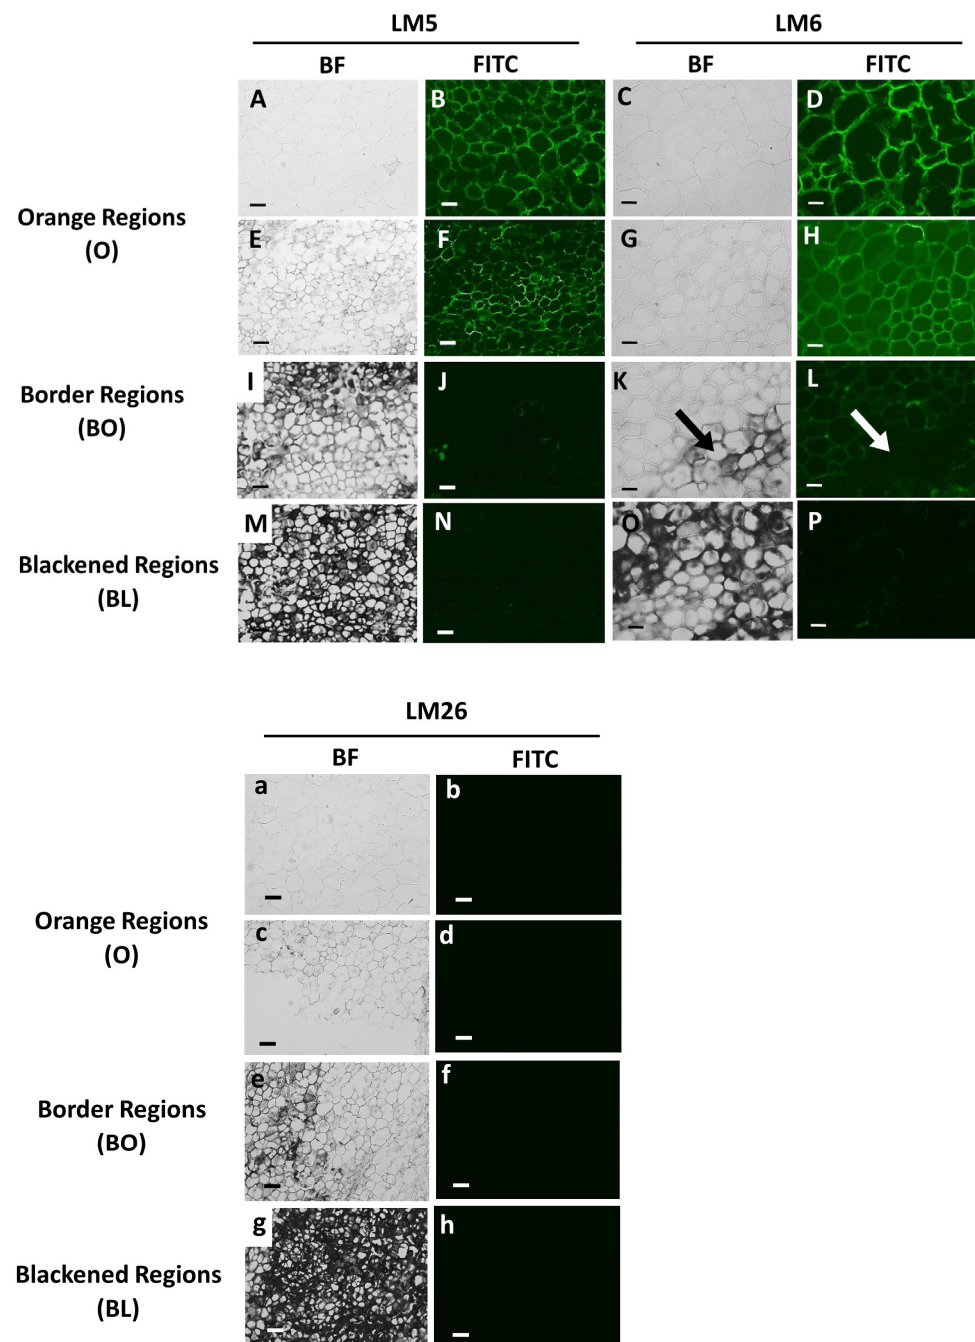 LM5 LM6
BF FITC BF FITC
A B C D
Orange Regions
(O)
E F G H
Border Regions
(BO)
I J K L
Blackened Regions
(BL)
M N O P
LM26
BF FITC
a b
Orange Regions
(O)
c d
Border Regions
(BO)
e f
Blackened Regions
(BL)
g h